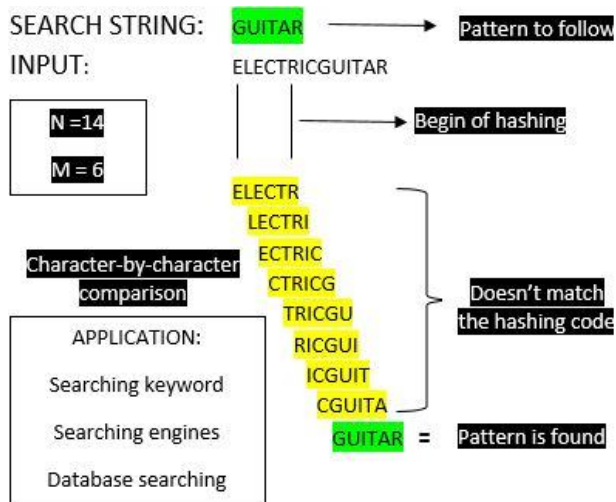 SEARCH STRING: GUITAR Pattern to follow
INPUT: ELECTRICGUITAR
N =14
M = 6
Begin of hashing
ELECTR
LECTRI
ECTRIC
CTRICG
TRICGU
RICGUI
ICGUIT
CGUITA
GUITAR = Pattern is found
Doesn't match
the hashing code
Character-by-character
comparison
APPLICATION:
Searching keyword
Searching engines
Database searching